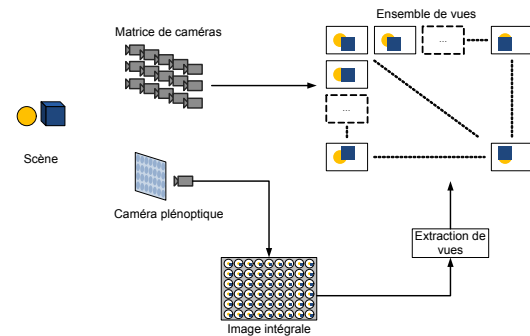 Matrice de caméras
Ensemble de vues
...
...
Scène
Caméra plénoptique
Extraction de
vues
Image intégrale